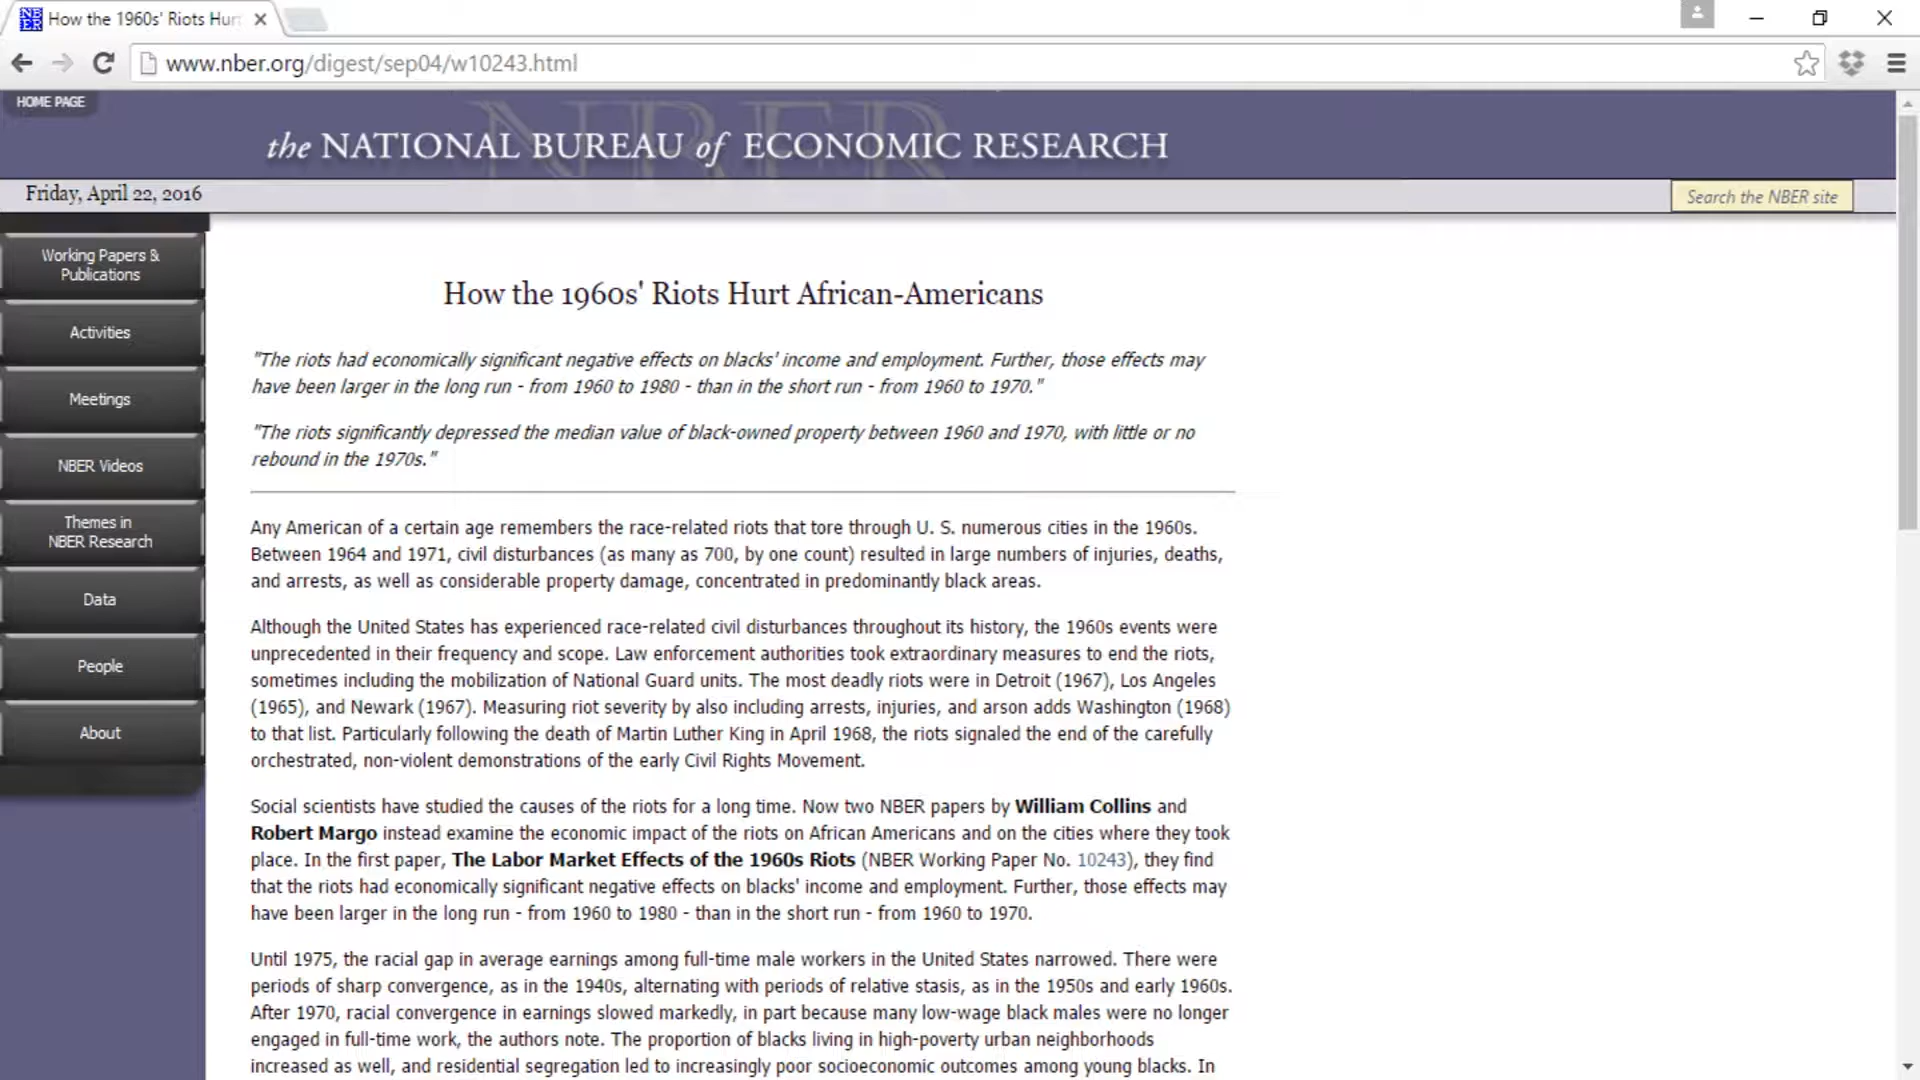 How the 1960s' Riots Hur
www.nber.org/digest/sep04/w10243.html
HOME PAGE
NBER
the NATIONAL BUREAU of ECONOMIC RESEARCH
Friday, April 22, 2016
Search the NBER site
Working Papers &
Publications
Activities
Meetings
NBER Videos
Themes in
NBER Research
Data
People
About
How the 1960s' Riots Hurt African-Americans
"The riots had economically significant negative effects on blacks' income and employment. Further, those effects may
have been larger in the long run - from 1960 to 1980 - than in the short run - from 1960 to 1970."
"The riots significantly depressed the median value of black-owned property between 1960 and 1970, with little or no
rebound in the 1970s."
Any American of a certain age remembers the race-related riots that tore through U. S. numerous cities in the 1960s.
Between 1964 and 1971, civil disturbances (as many as 700, by one count) resulted in large numbers of injuries, deaths,
and arrests, as well as considerable property damage, concentrated in predominantly black areas.
Although the United States has experienced race-related civil disturbances throughout its history, the 1960s events were
unprecedented in their frequency and scope. Law enforcement authorities took extraordinary measures to end the riots,
sometimes including the mobilization of National Guard units. The most deadly riots were in Detroit (1967), Los Angeles
(1965), and Newark (1967). Measuring riot severity by also including arrests, injuries, and arson adds Washington (1968)
to that list. Particularly following the death of Martin Luther King in April 1968, the riots signaled the end of the carefully
orchestrated, non-violent demonstrations of the early Civil Rights Movement.
Social scientists have studied the causes of the riots for a long time. Now two NBER papers by William Collins and
Robert Margo instead examine the economic impact of the riots on African Americans and on the cities where they took
place. In the first paper, The Labor Market Effects of the 1960s Riots (NBER Working Paper No. 10243), they find
that the riots had economically significant negative effects on blacks' income and employment. Further, those effects may
have been larger in the long run - from 1960 to 1980 - than in the short run - from 1960 to 1970.
Until 1975, the racial gap in average earnings among full-time male workers in the United States narrowed. There were
periods of sharp convergence, as in the 1940s, alternating with periods of relative stasis, as in the 1950s and early 1960s.
After 1970, racial convergence in earnings slowed markedly, in part because many low-wage black males were no longer
engaged in full-time work, the authors note. The proportion of blacks living in high-poverty urban neighborhoods
increased as well, and residential segregation led to increasingly poor socioeconomic outcomes among young blacks. In